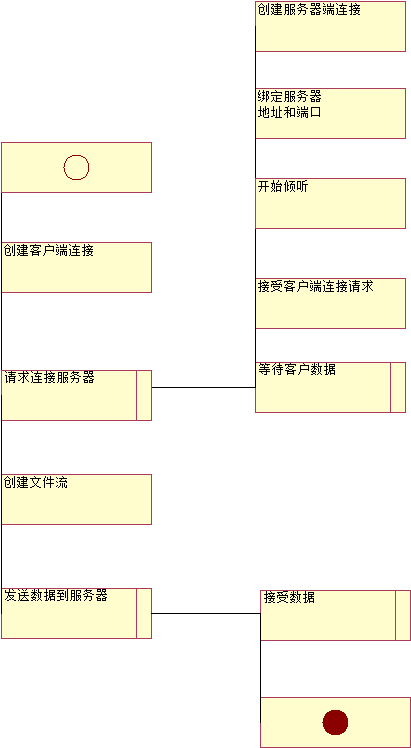 创建服务器端连接
绑定服务器
地址和端口
开始倾听
创建客户端连接
接受客户端连接请求
请求连接服务器
等待客户数据
创建文件流
发送数据到服务器
接受数据